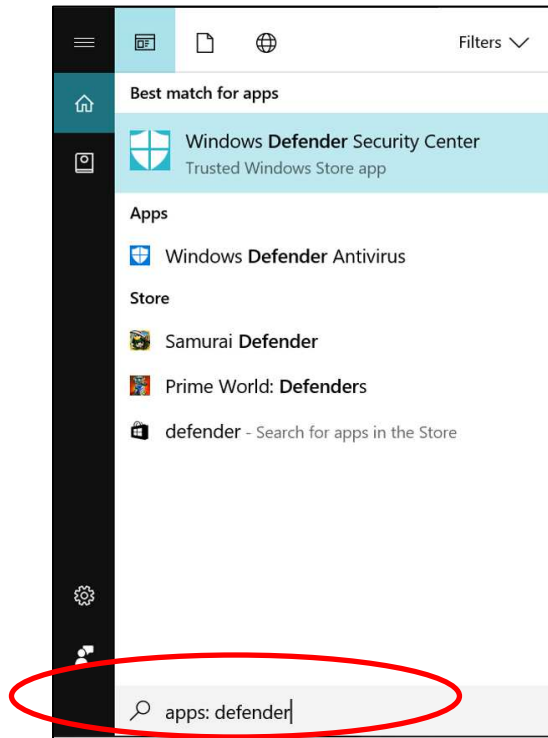 Filters
Best match for apps
Windows Defender Security Center
Trusted Windows Store app
Apps
Windows Defender Antivirus
Store
Samurai Defender
Prime World: Defenders
defender - Search for apps in the Store
apps: defender